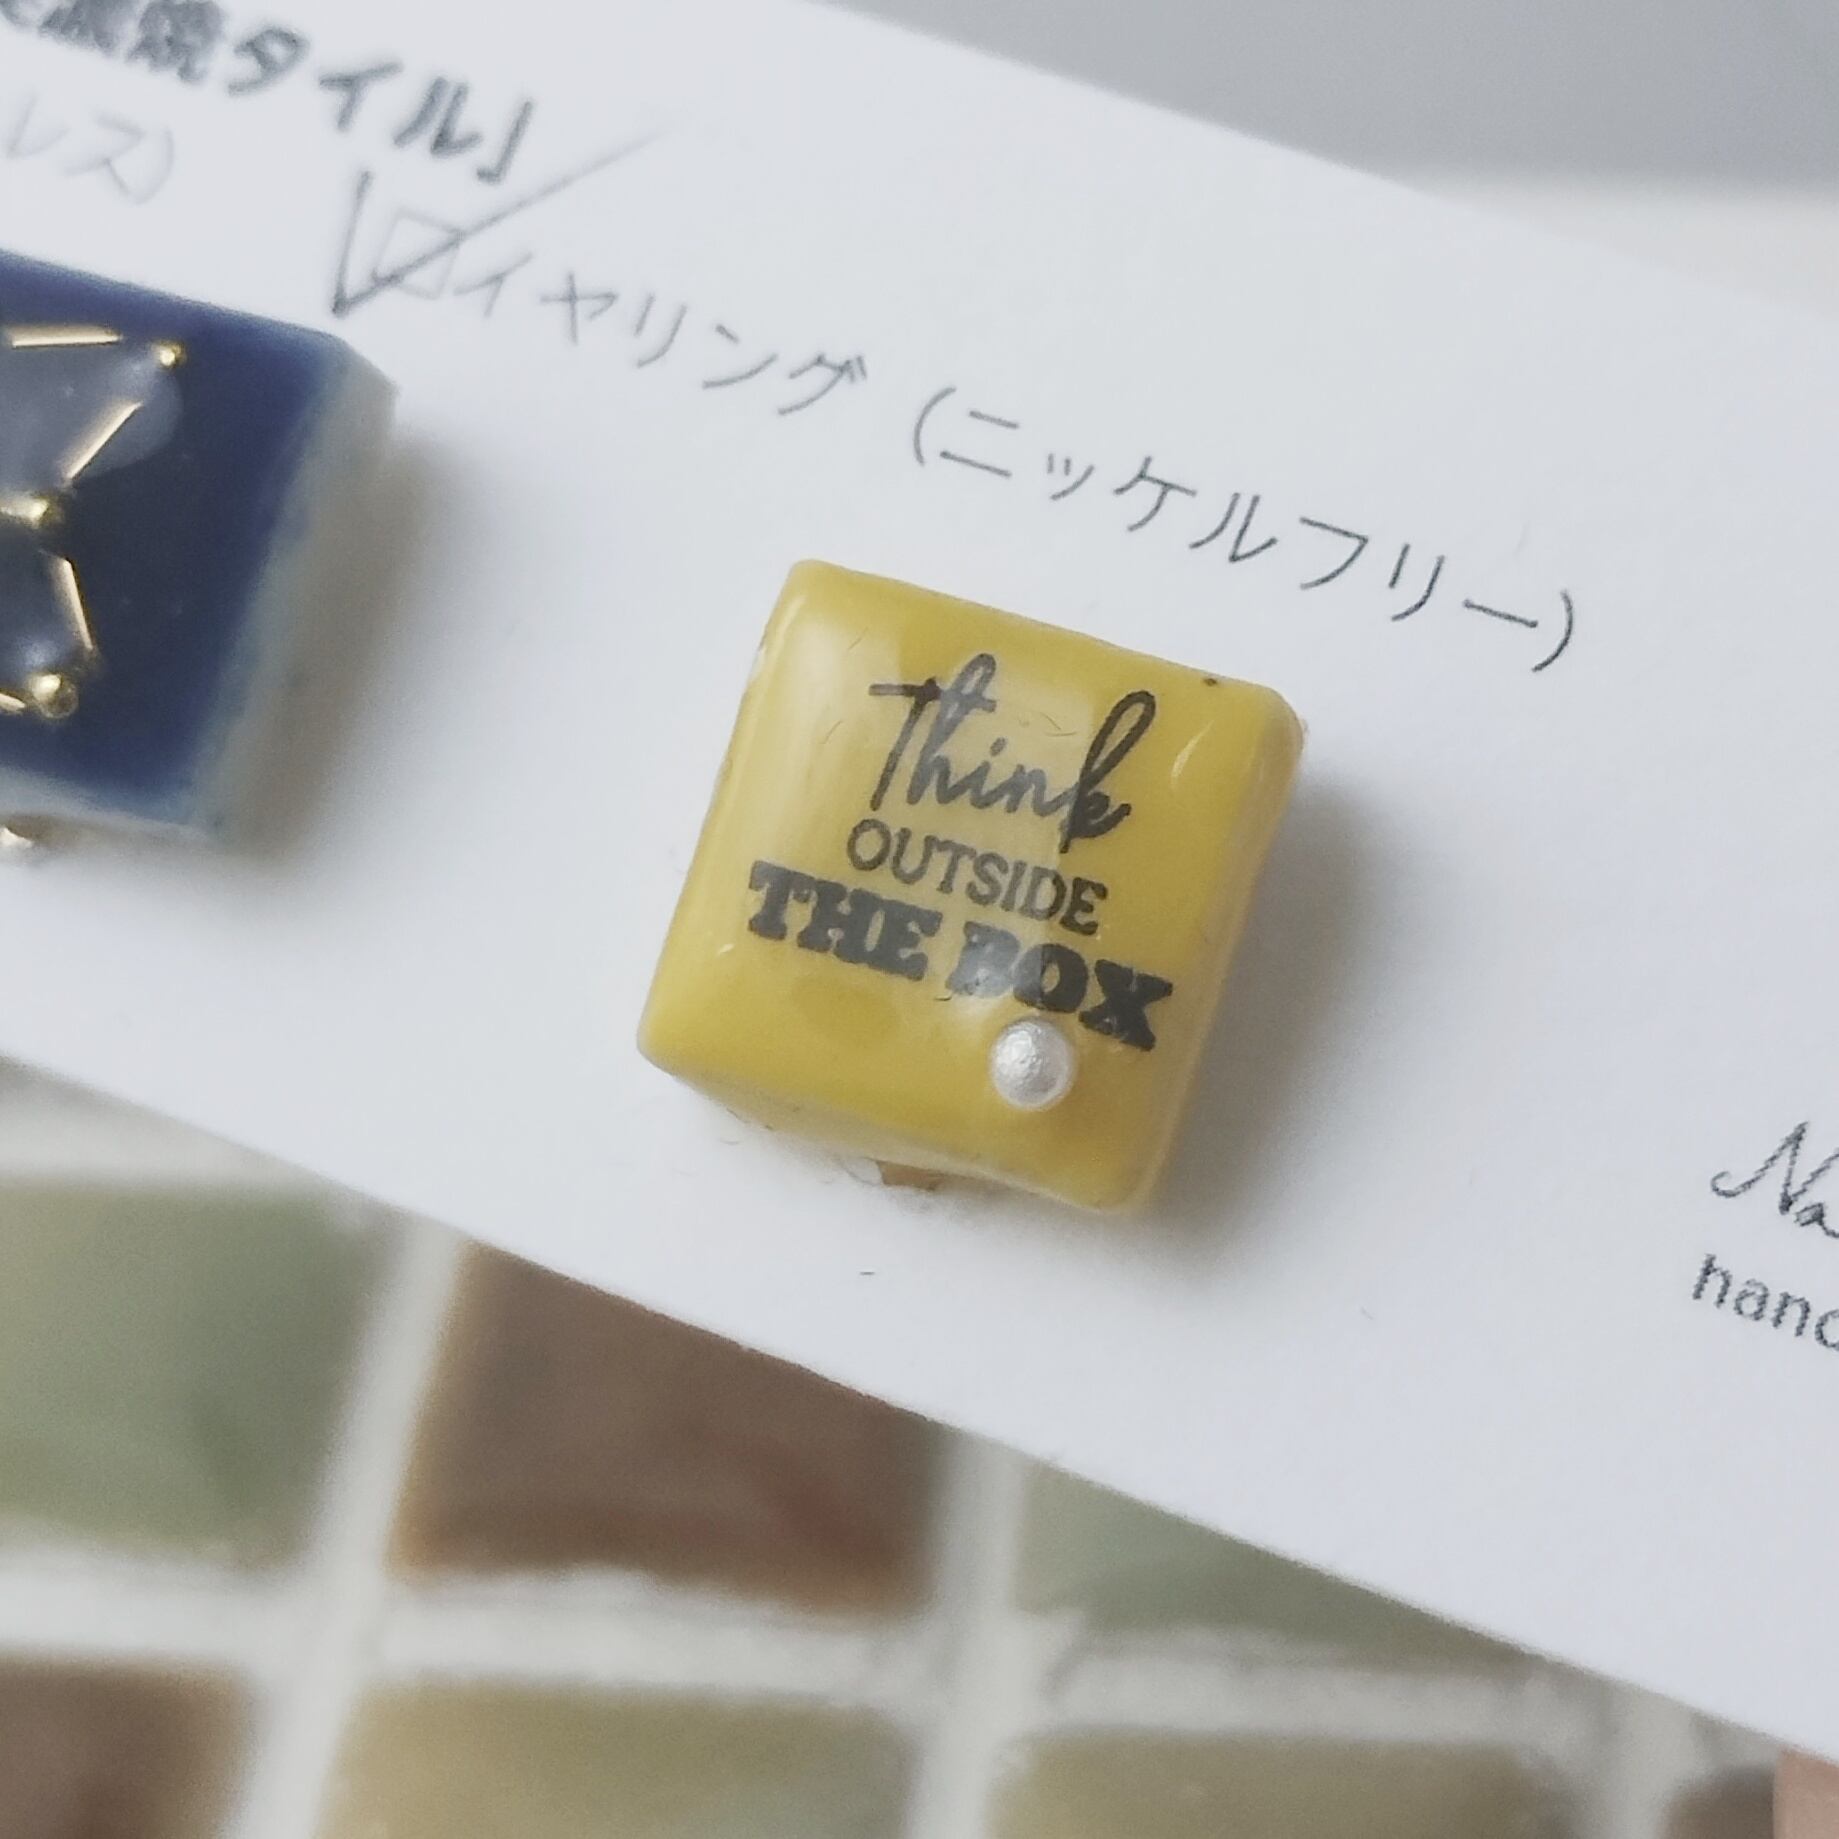 焼タイル」
レス)
イヤリング (ニッケルフリー)
Think
OUTSIDE
THE BOX